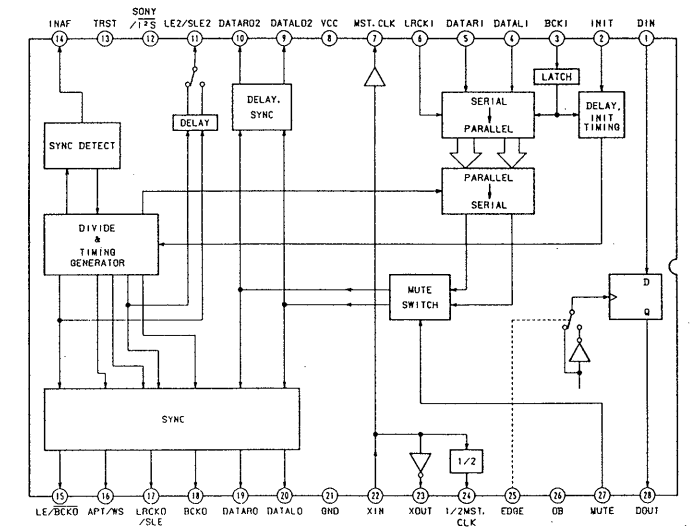 SONY
INAF TRST /I²S LE2/SLE2 DATARO2 DATALO2 VCC MST.CLK LRCKI DATARI DATALI BCKI INIT DIN
14 13 12 11 10 9 8 7 6 5 4 3 2 1
LATCH
DELAY.
SYNC
SERIAL
PARALLEL
DELAY,
INIT
TIMING
DELAY
SYNC DETECT
PARALLEL
SERIAL
DIVIDE
&
TIMING
GENERATOR
MUTE
SWITCH
D
Q
SYNC
1/2
15 16 17 18 19 20 21 22 23 24 25 26 27 28
LE/BCKO APT/WS LRCKO BCKO DATARO DATALO GND XIN XOUT 1/2MST. EDGE OB MUTE DOUT
/SLE CLK